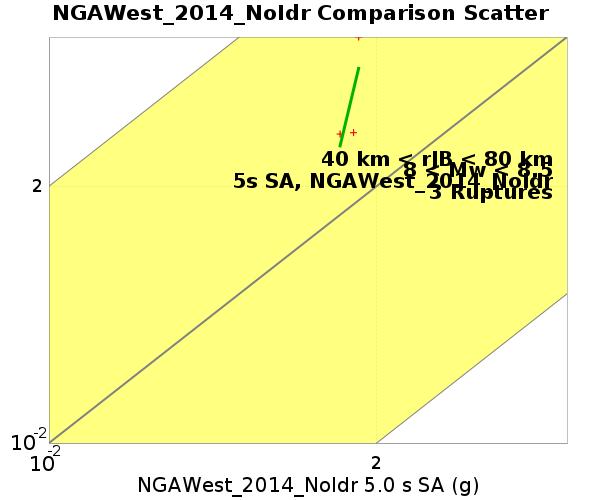 NGAWest_2014_NoIdr Comparison Scatter
40 km < rJB < 80 km
8 < Mw < 8.5
5s SA, NGAWest_2014_NoIdr
3 Ruptures
2
10-2
10-2
2
NGAWest_2014_NoIdr 5.0 s SA (g)